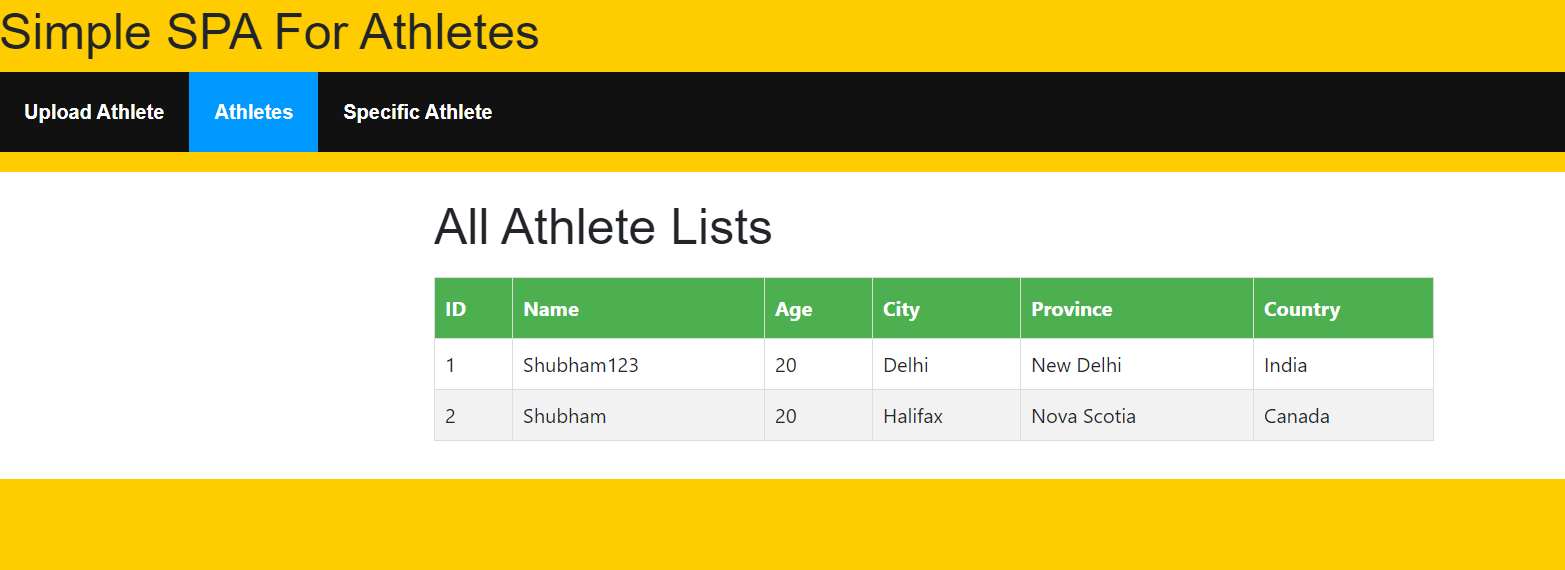 Simple SPA For Athletes
Upload Athlete Athletes Specific Athlete
All Athlete Lists
ID Name Age City Province Country
1 Shubham123 20 Delhi New Delhi India
2 Shubham 20 Halifax Nova Scotia Canada